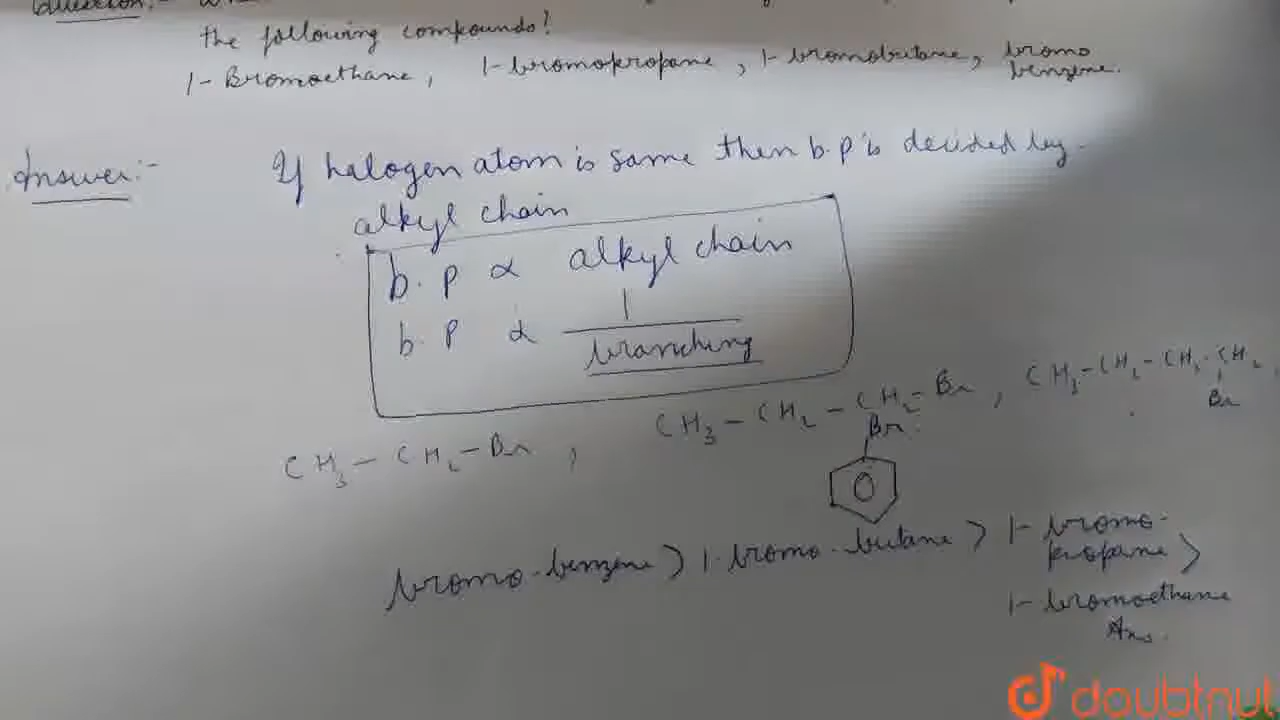 Question:-
the following compounds?
1- Bromoethane, 1-bromopropane, 1-bromobutane, bromo
benzene.
Answer:-
If halogen atom is same then b.p is decided by
alkyl chain
b.p α alkyl chain
b.p α 1
branching
CH3-CH2-Br, CH3-CH2-CH2-Br, CH3-CH2-CH2-CH2
Br
Br
bromo-benzene > 1-bromo-butane > 1-bromo-
propane >
1-bromoethane
Ans.
doubtnut